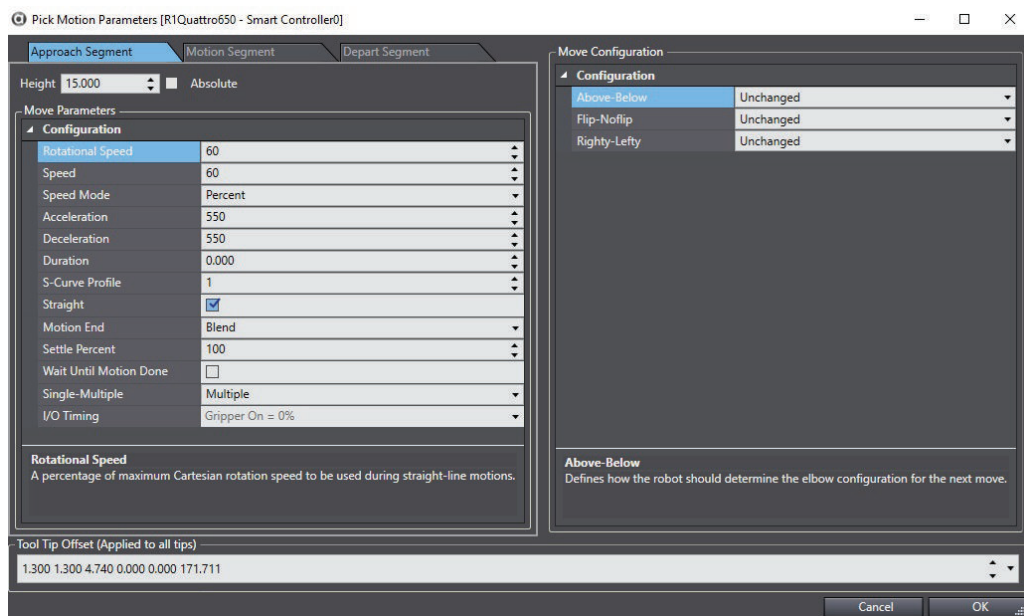 Pick Motion Parameters [R1Quattro650 - Smart Controller0]
Approach Segment Motion Segment Depart Segment
Height 15.000 Absolute
Move Parameters
Configuration
Rotational Speed 60
Speed 60
Speed Mode Percent
Acceleration 550
Deceleration 550
Duration 0.000
S-Curve Profile 1
Straight
Motion End Blend
Settle Percent 100
Wait Until Motion Done
Single-Multiple Multiple
I/O Timing Gripper On = 0%
Rotational Speed
A percentage of maximum Cartesian rotation speed to be used during straight-line motions.
Move Configuration
Configuration
Above-Below Unchanged
Flip-Noflip Unchanged
Righty-Lefty Unchanged
Above-Below
Defines how the robot should determine the elbow configuration for the next move.
Tool Tip Offset (Applied to all tips)
1.300 1.300 4.740 0.000 0.000 171.711
Cancel OK